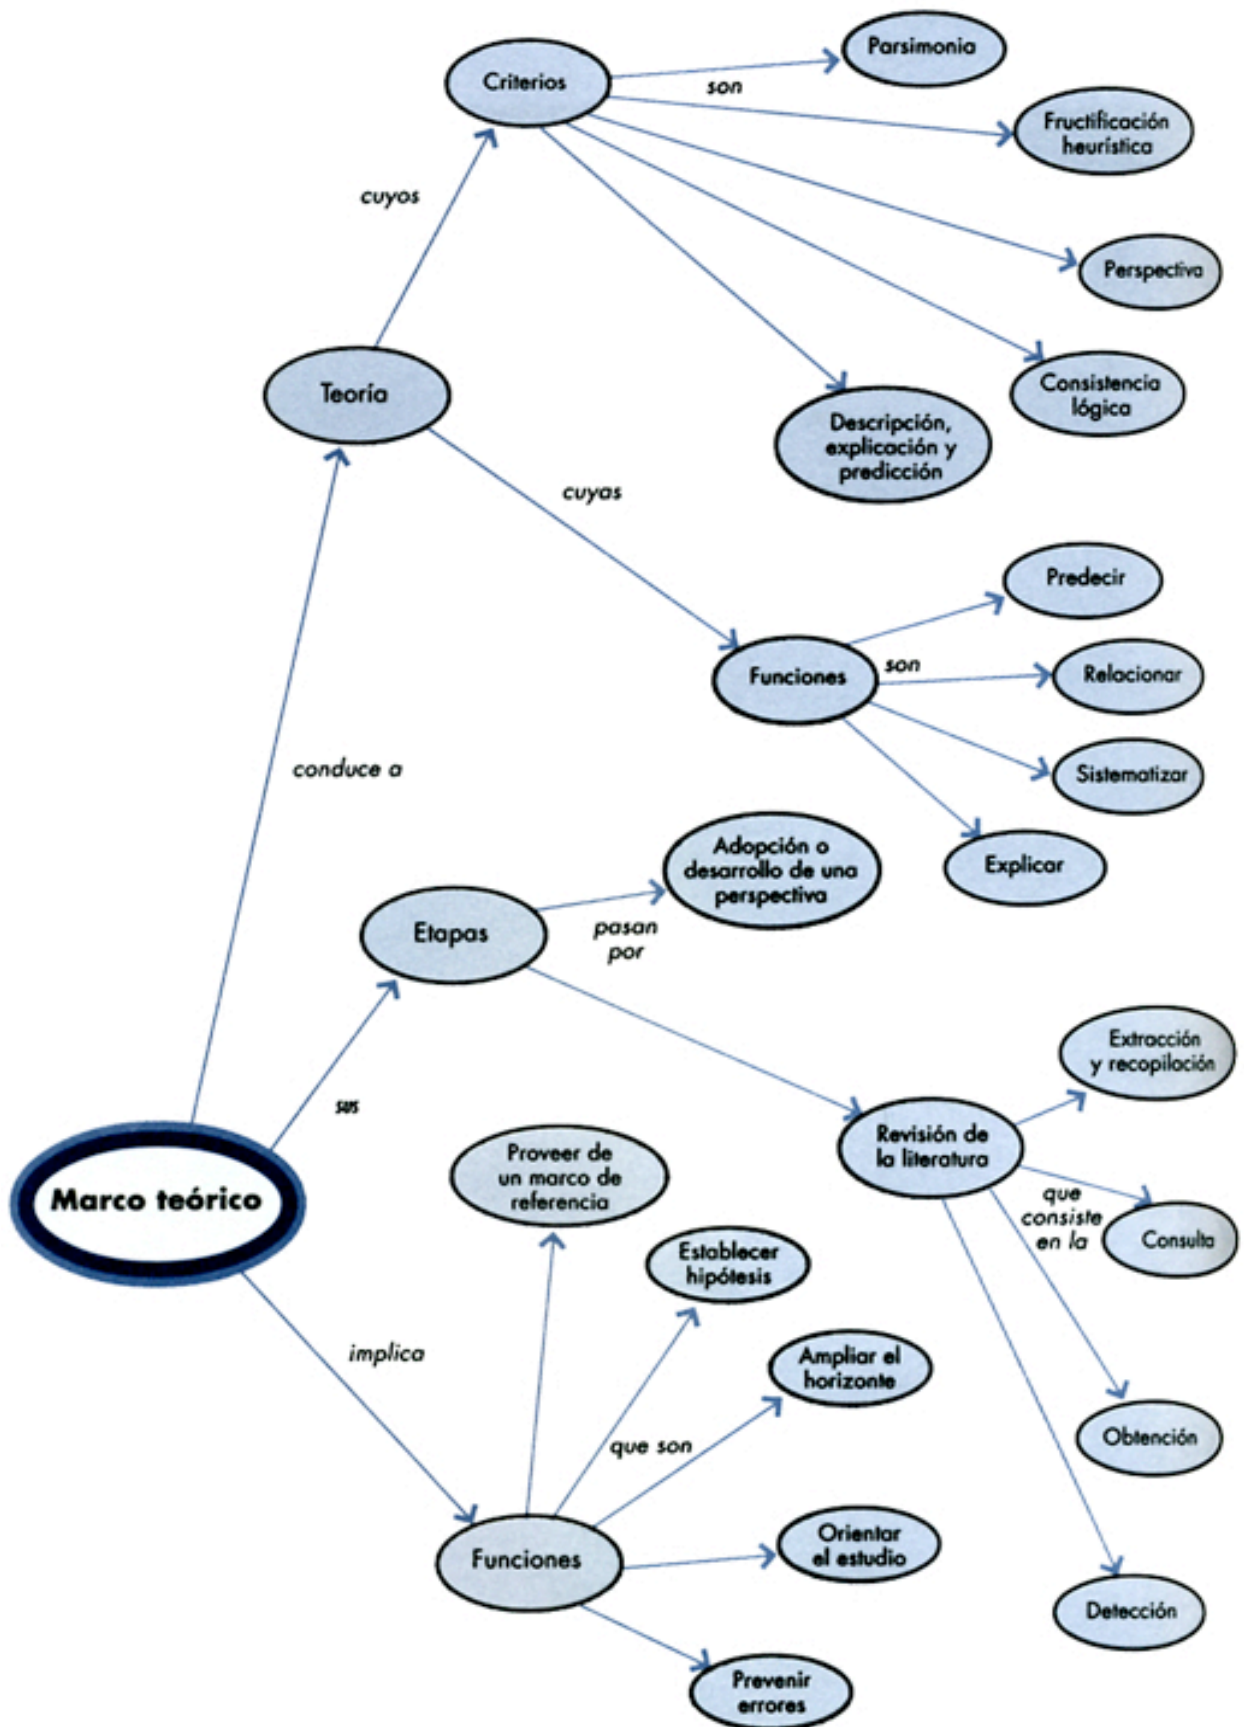 Parsimonia
Criterios
son
Fructificación
heurística
cuyos
Perspectiva
Teoría
Consistencia
lógica
Descripción,
explicación y
predicción
cuyas
Predecir
Funciones
son
Relacionar
conduce a
Sistematizar
Adopción o
desarrollo de una
perspectiva
Explicar
Etapas
pasan
por
Extracción
y recopilación
sus
Revisión de
la literatura
Proveer de
un marco de
referencia
Marco teórico
que
consiste
en la
Consulta
Establecer
hipótesis
implica
Ampliar el
horizonte
que son
Obtención
Orientar
el estudio
Funciones
Detección
Prevenir
errores